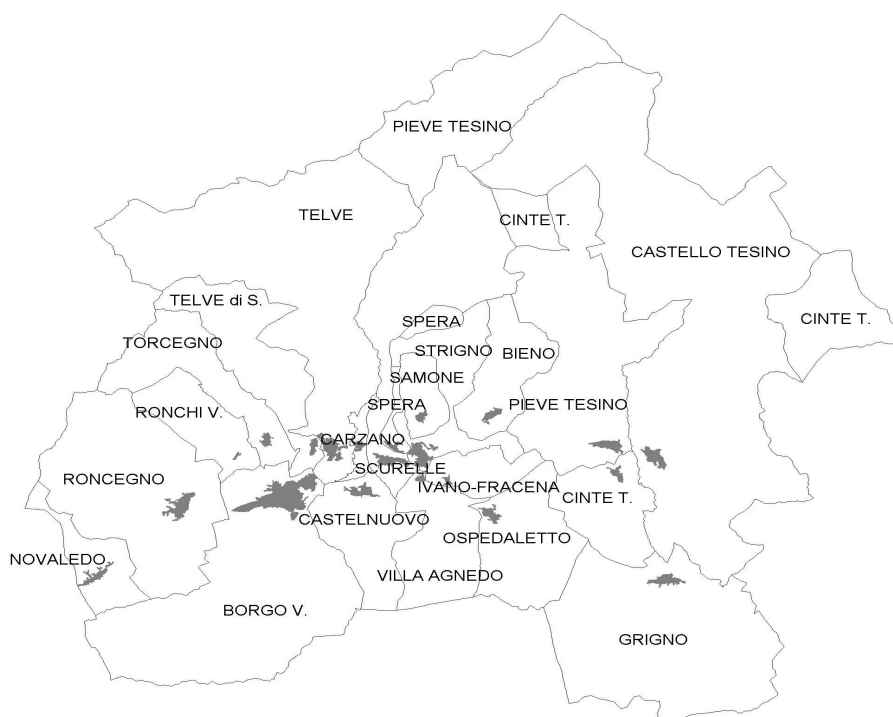 PIEVE TESINO
TELVE
CINTE T.
CASTELLO TESINO
TELVE di S.
CINTE T.
SPERA
TORCEGNO
STRIGNO
BIENO
SAMONE
SPERA
PIEVE TESINO
RONCHI V.
CARZANO
SCURELLE
RONCEGNO
IVANO-FRACENA
CINTE T.
CASTELNUOVO
OSPEDALETTO
NOVALEDO
VILLA AGNEDO
BORGO V.
GRIGNO